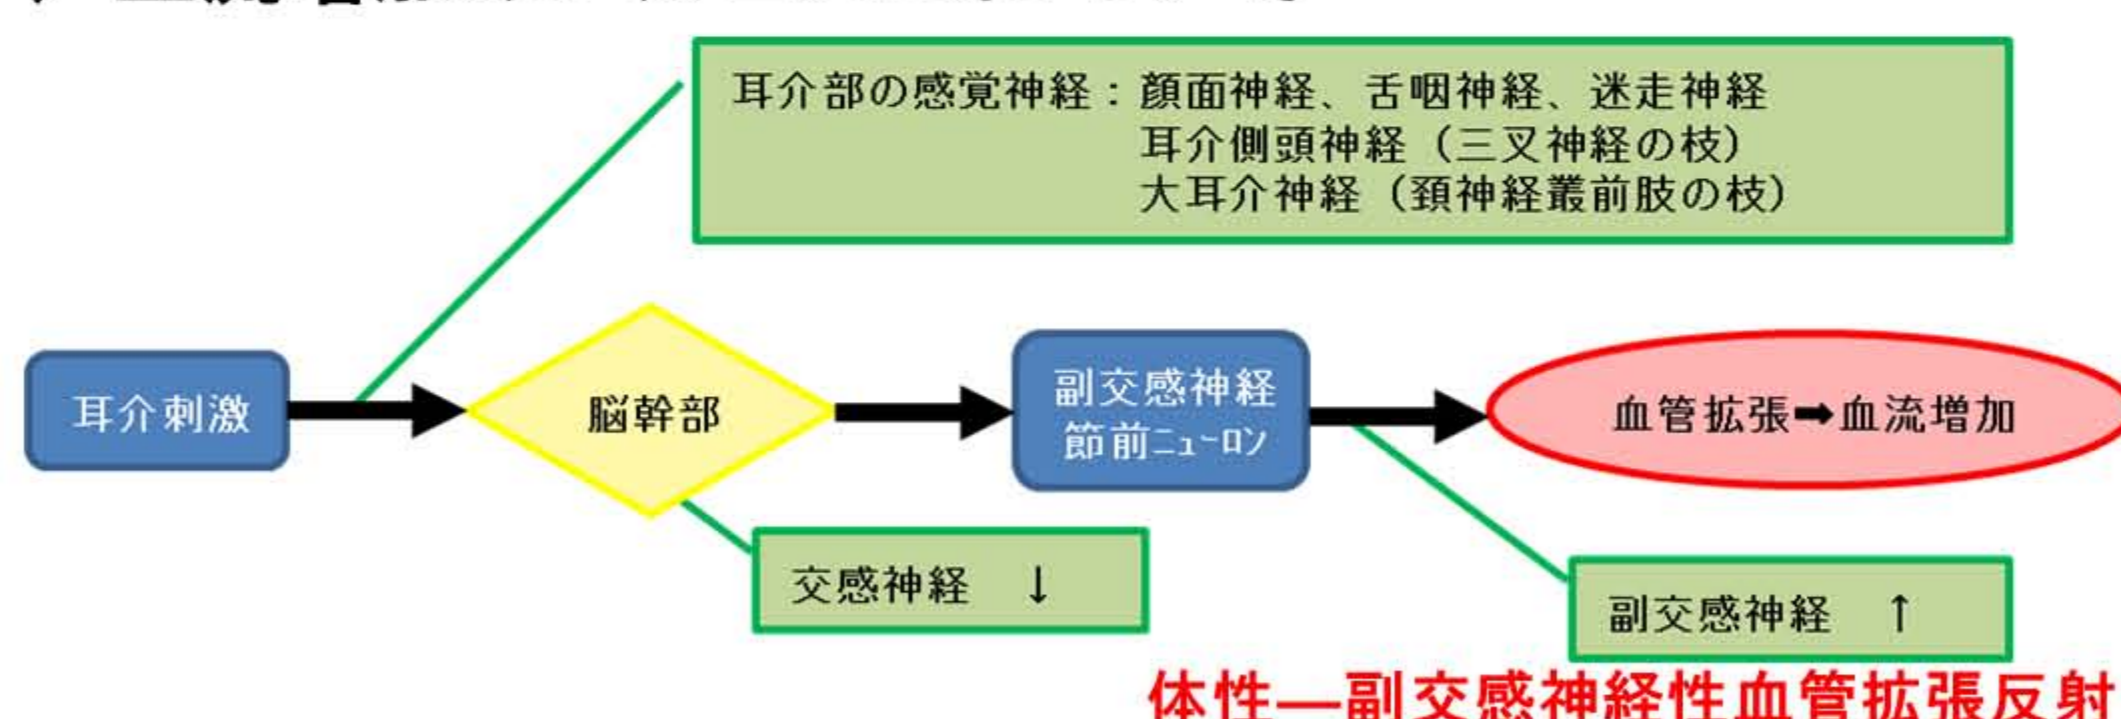 耳介部の感覚神経：顔面神経、舌咽神経、迷走神経
耳介側頭神経（三叉神経の枝）
大耳介神経（頚神経叢前肢の枝）
耳介刺激
脳幹部
副交感神経
節前ﾆｭｰﾛﾝ
血管拡張➡血流増加
交感神経　↓
副交感神経　↑
体性―副交感神経性血管拡張反射